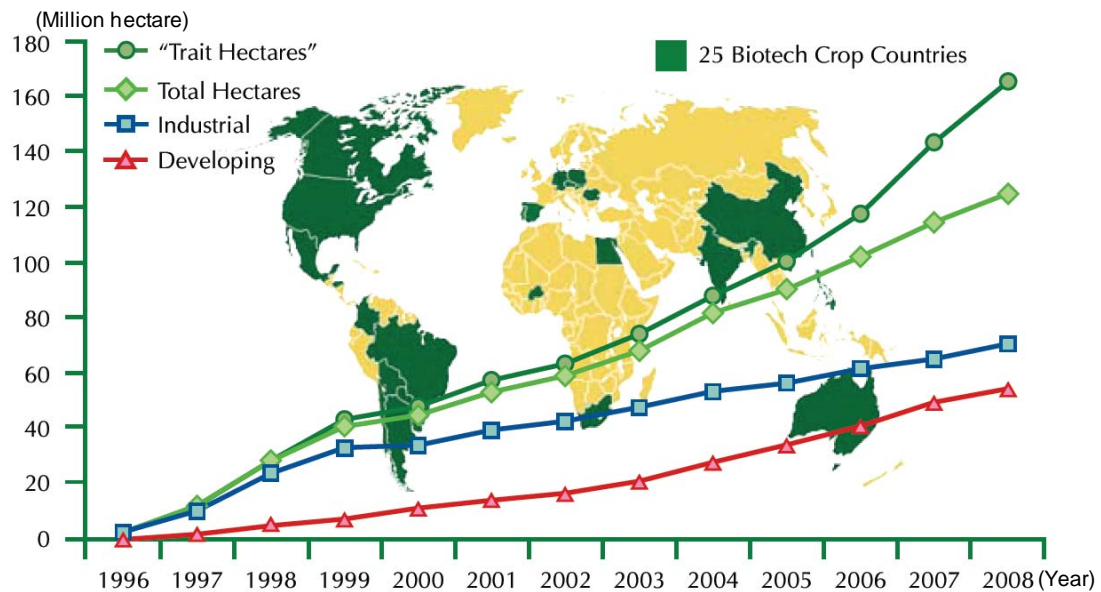 (Million hectare)
180
160
140
120
100
80
60
40
20
0
“Trait Hectares”
Total Hectares
Industrial
Developing
25 Biotech Crop Countries
1996 1997 1998 1999 2000 2001 2002 2003 2004 2005 2006 2007 2008 (Year)